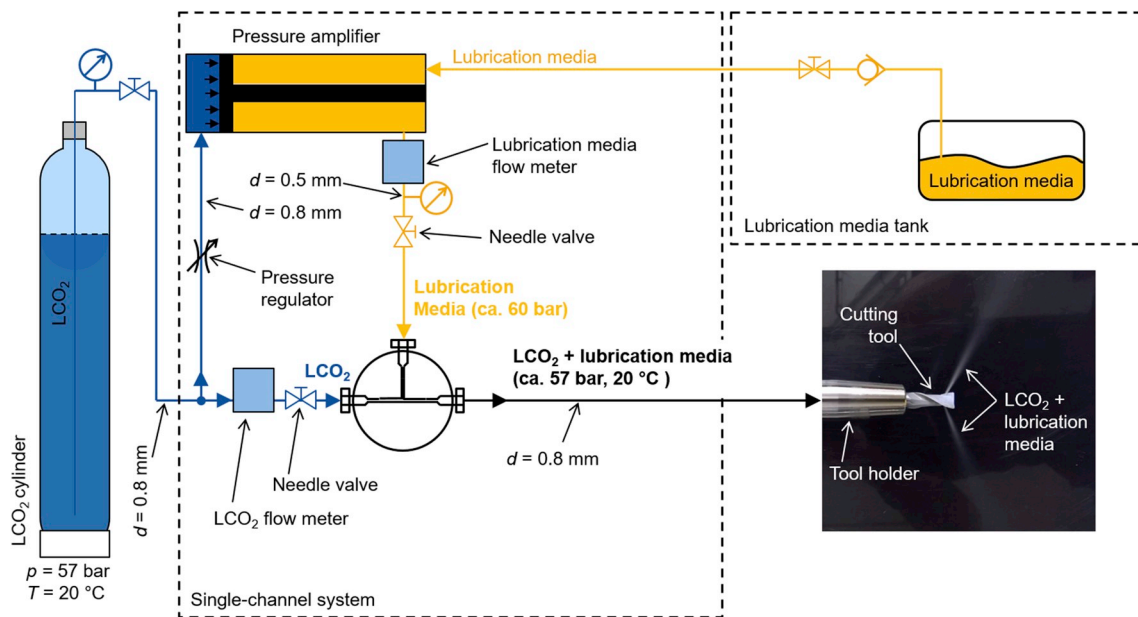 Pressure amplifier
Lubrication media
Lubrication media
flow meter
d = 0.5 mm
d = 0.8 mm
Needle valve
Pressure
regulator
Lubrication
Media (ca. 60 bar)
Lubrication media
Lubrication media tank
LCO₂
LCO₂
LCO₂ + lubrication media
(ca. 57 bar, 20 °C )
d = 0.8 mm
d = 0.8 mm
Needle valve
LCO₂ flow meter
LCO₂ cylinder
p = 57 bar
T = 20 °C
Single-channel system
Cutting
tool
LCO₂ +
lubrication
media
Tool holder